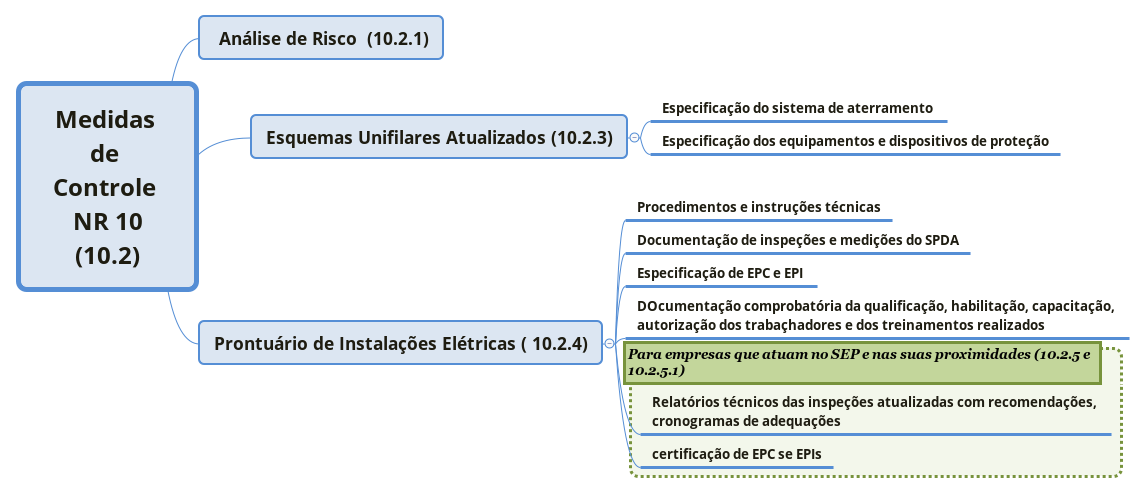 Medidas
de
Controle
NR 10
(10.2)
Análise de Risco  (10.2.1)
Esquemas Unifilares Atualizados (10.2.3)
Especificação do sistema de aterramento
Especificação dos equipamentos e dispositivos de proteção
Prontuário de Instalações Elétricas ( 10.2.4)
Procedimentos e instruções técnicas
Documentação de inspeções e medições do SPDA
Especificação de EPC e EPI
DOcumentação comprobatória da qualificação, habilitação, capacitação,
autorização dos trabaçhadores e dos treinamentos realizados
Para empresas que atuam no SEP e nas suas proximidades (10.2.5 e
10.2.5.1)
Relatórios técnicos das inspeções atualizadas com recomendações,
cronogramas de adequações
certificação de EPC se EPIs